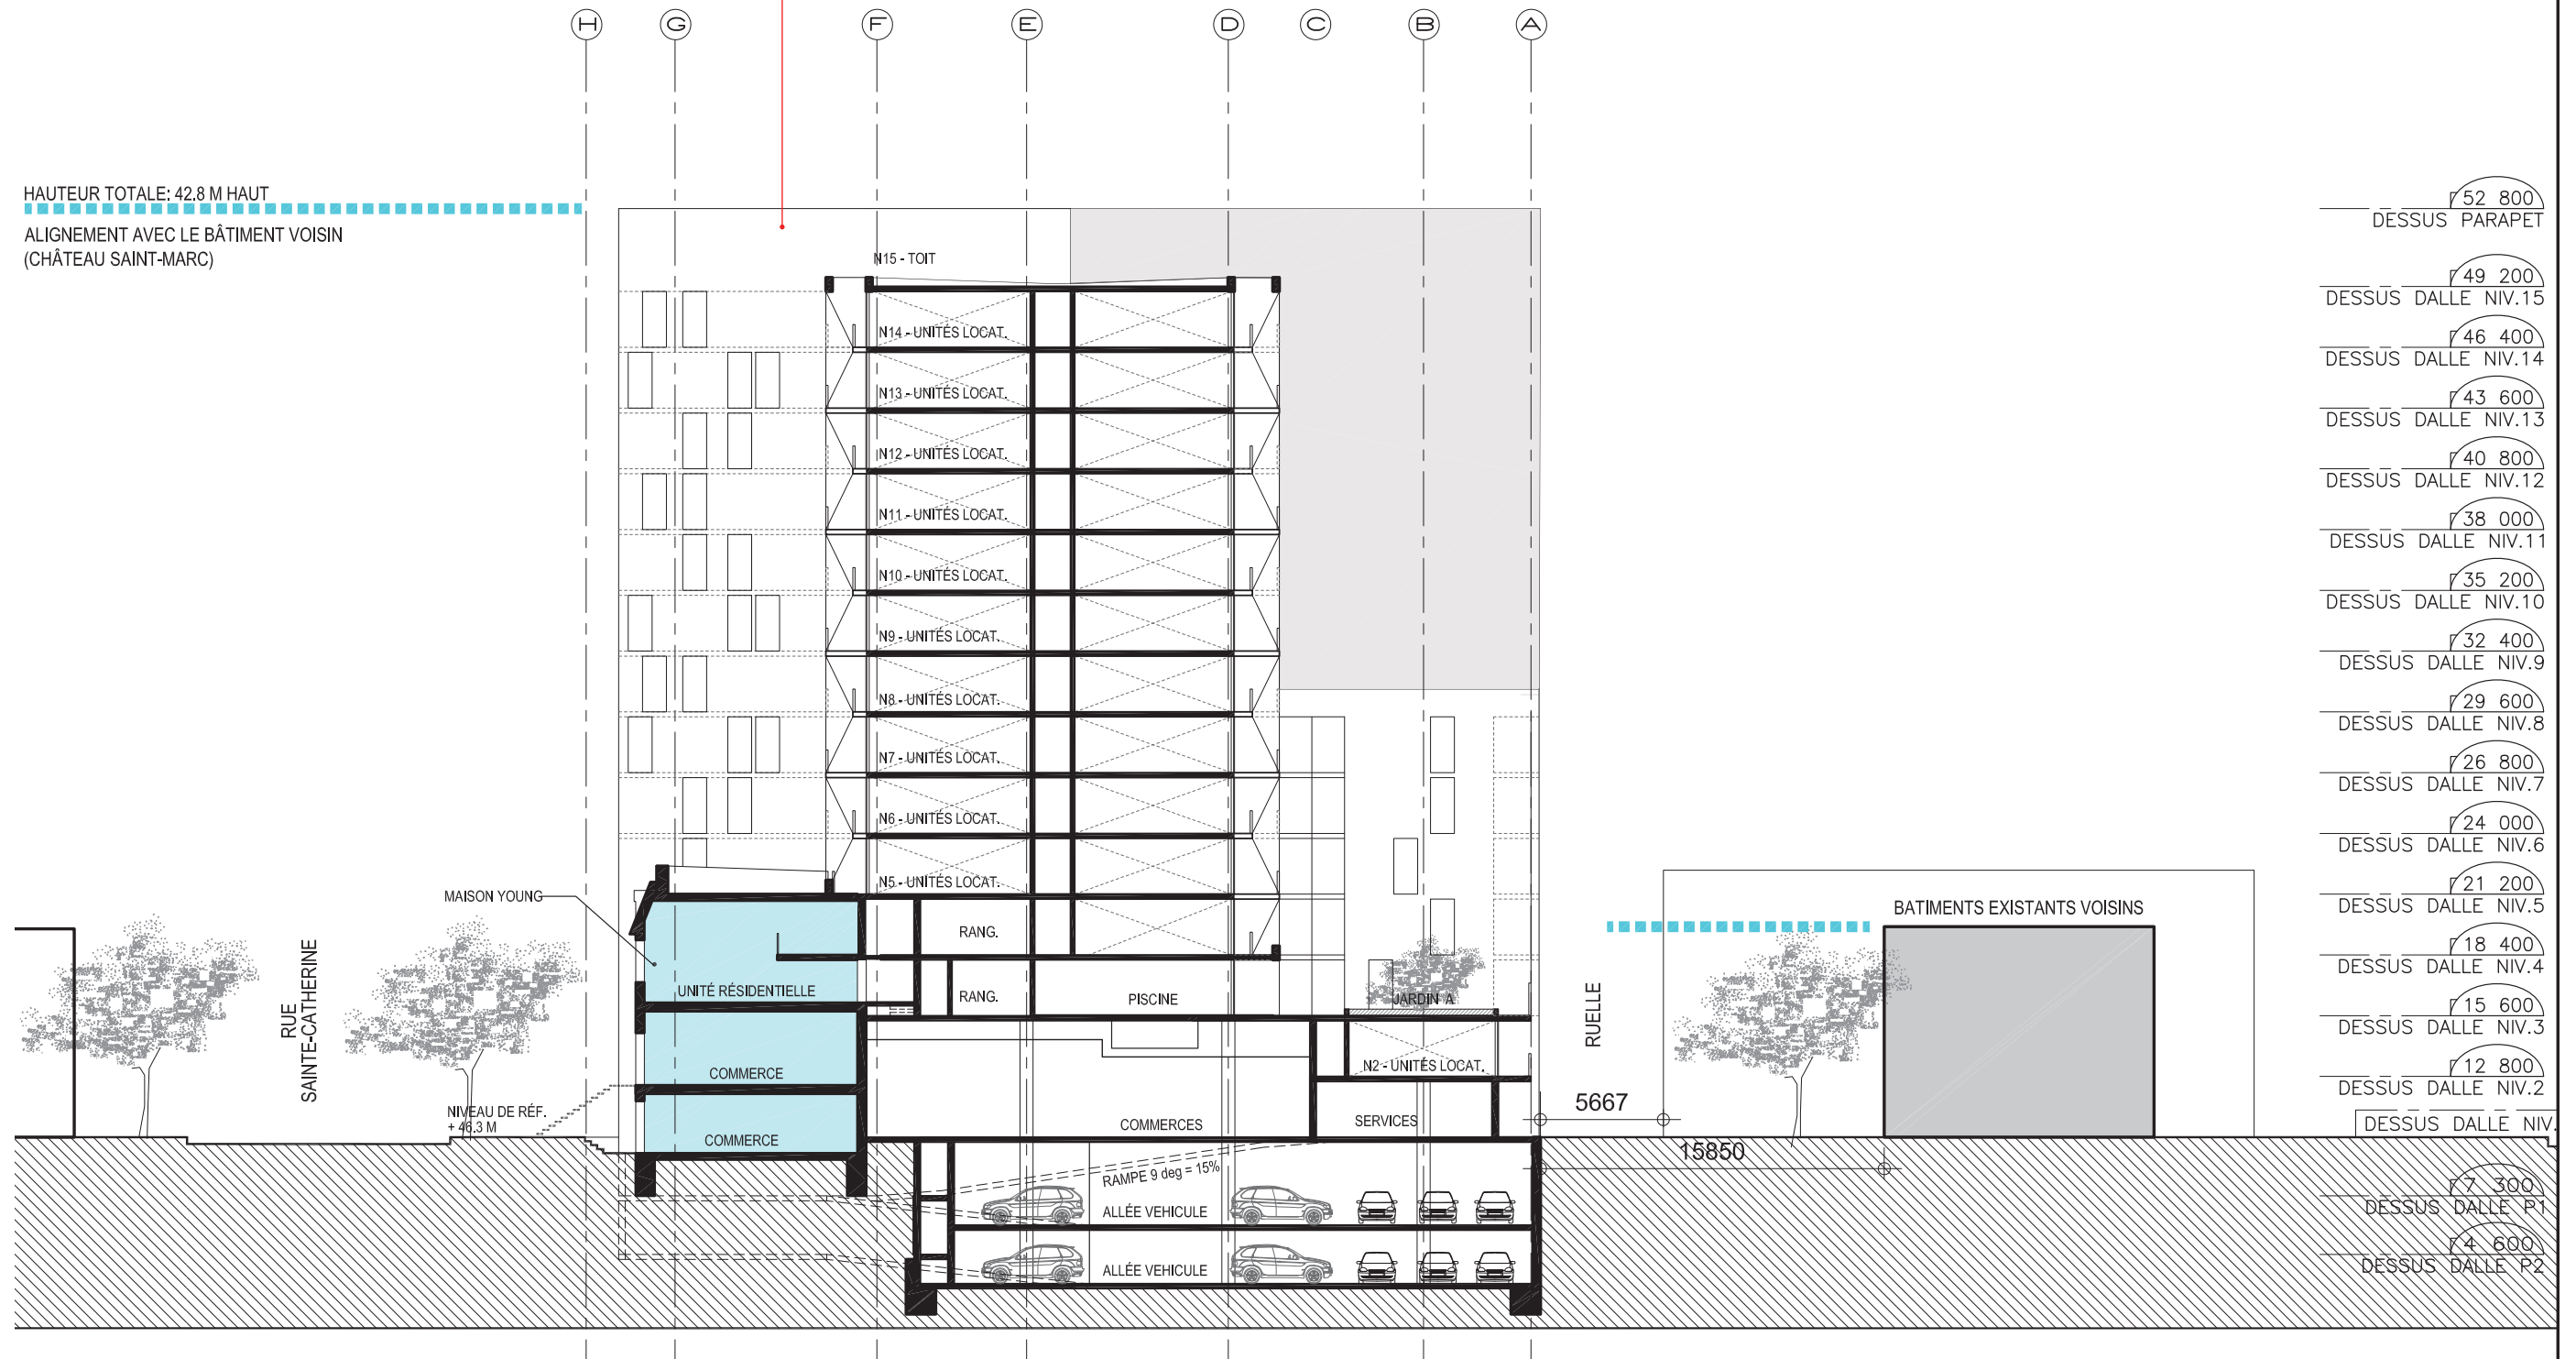 H G F E D C B A
HAUTEUR TOTALE: 42.8 M HAUT
ALIGNEMENT AVEC LE BÂTIMENT VOISIN
(CHÂTEAU SAINT-MARC)
52 800
DESSUS PARAPET
N15 - TOIT
49 200
DESSUS DALLE NIV.15
N14 - UNITÉS LOCAT.
46 400
DESSUS DALLE NIV.14
N13 - UNITÉS LOCAT.
43 600
DESSUS DALLE NIV.13
N12 - UNITÉS LOCAT.
40 800
DESSUS DALLE NIV.12
N11 - UNITÉS LOCAT.
38 000
DESSUS DALLE NIV.11
N10 - UNITÉS LOCAT.
35 200
DESSUS DALLE NIV.10
N9 - UNITÉS LOCAT.
32 400
DESSUS DALLE NIV.9
N8 - UNITÉS LOCAT.
29 600
DESSUS DALLE NIV.8
N7 - UNITÉS LOCAT.
26 800
DESSUS DALLE NIV.7
N6 - UNITÉS LOCAT.
24 000
DESSUS DALLE NIV.6
N5 - UNITÉS LOCAT.
21 200
DESSUS DALLE NIV.5
MAISON YOUNG
BATIMENTS EXISTANTS VOISINS
RANG.
18 400
DESSUS DALLE NIV.4
RUE
SAINTE-CATHERINE
UNITÉ RÉSIDENTIELLE
RANG.
PISCINE
JARDIN A
RUELLE
15 600
DESSUS DALLE NIV.3
COMMERCE
N2 - UNITÉS LOCAT.
12 800
DESSUS DALLE NIV.2
NIVEAU DE RÉF.
+ 46.3 M
COMMERCES
SERVICES
5667
DESSUS DALLE NIV.
COMMERCE
15850
RAMPE 9 deg = 15%
ALLÉE VEHICULE
7 300
DESSUS DALLE P1
ALLÉE VEHICULE
4 600
DESSUS DALLE P2